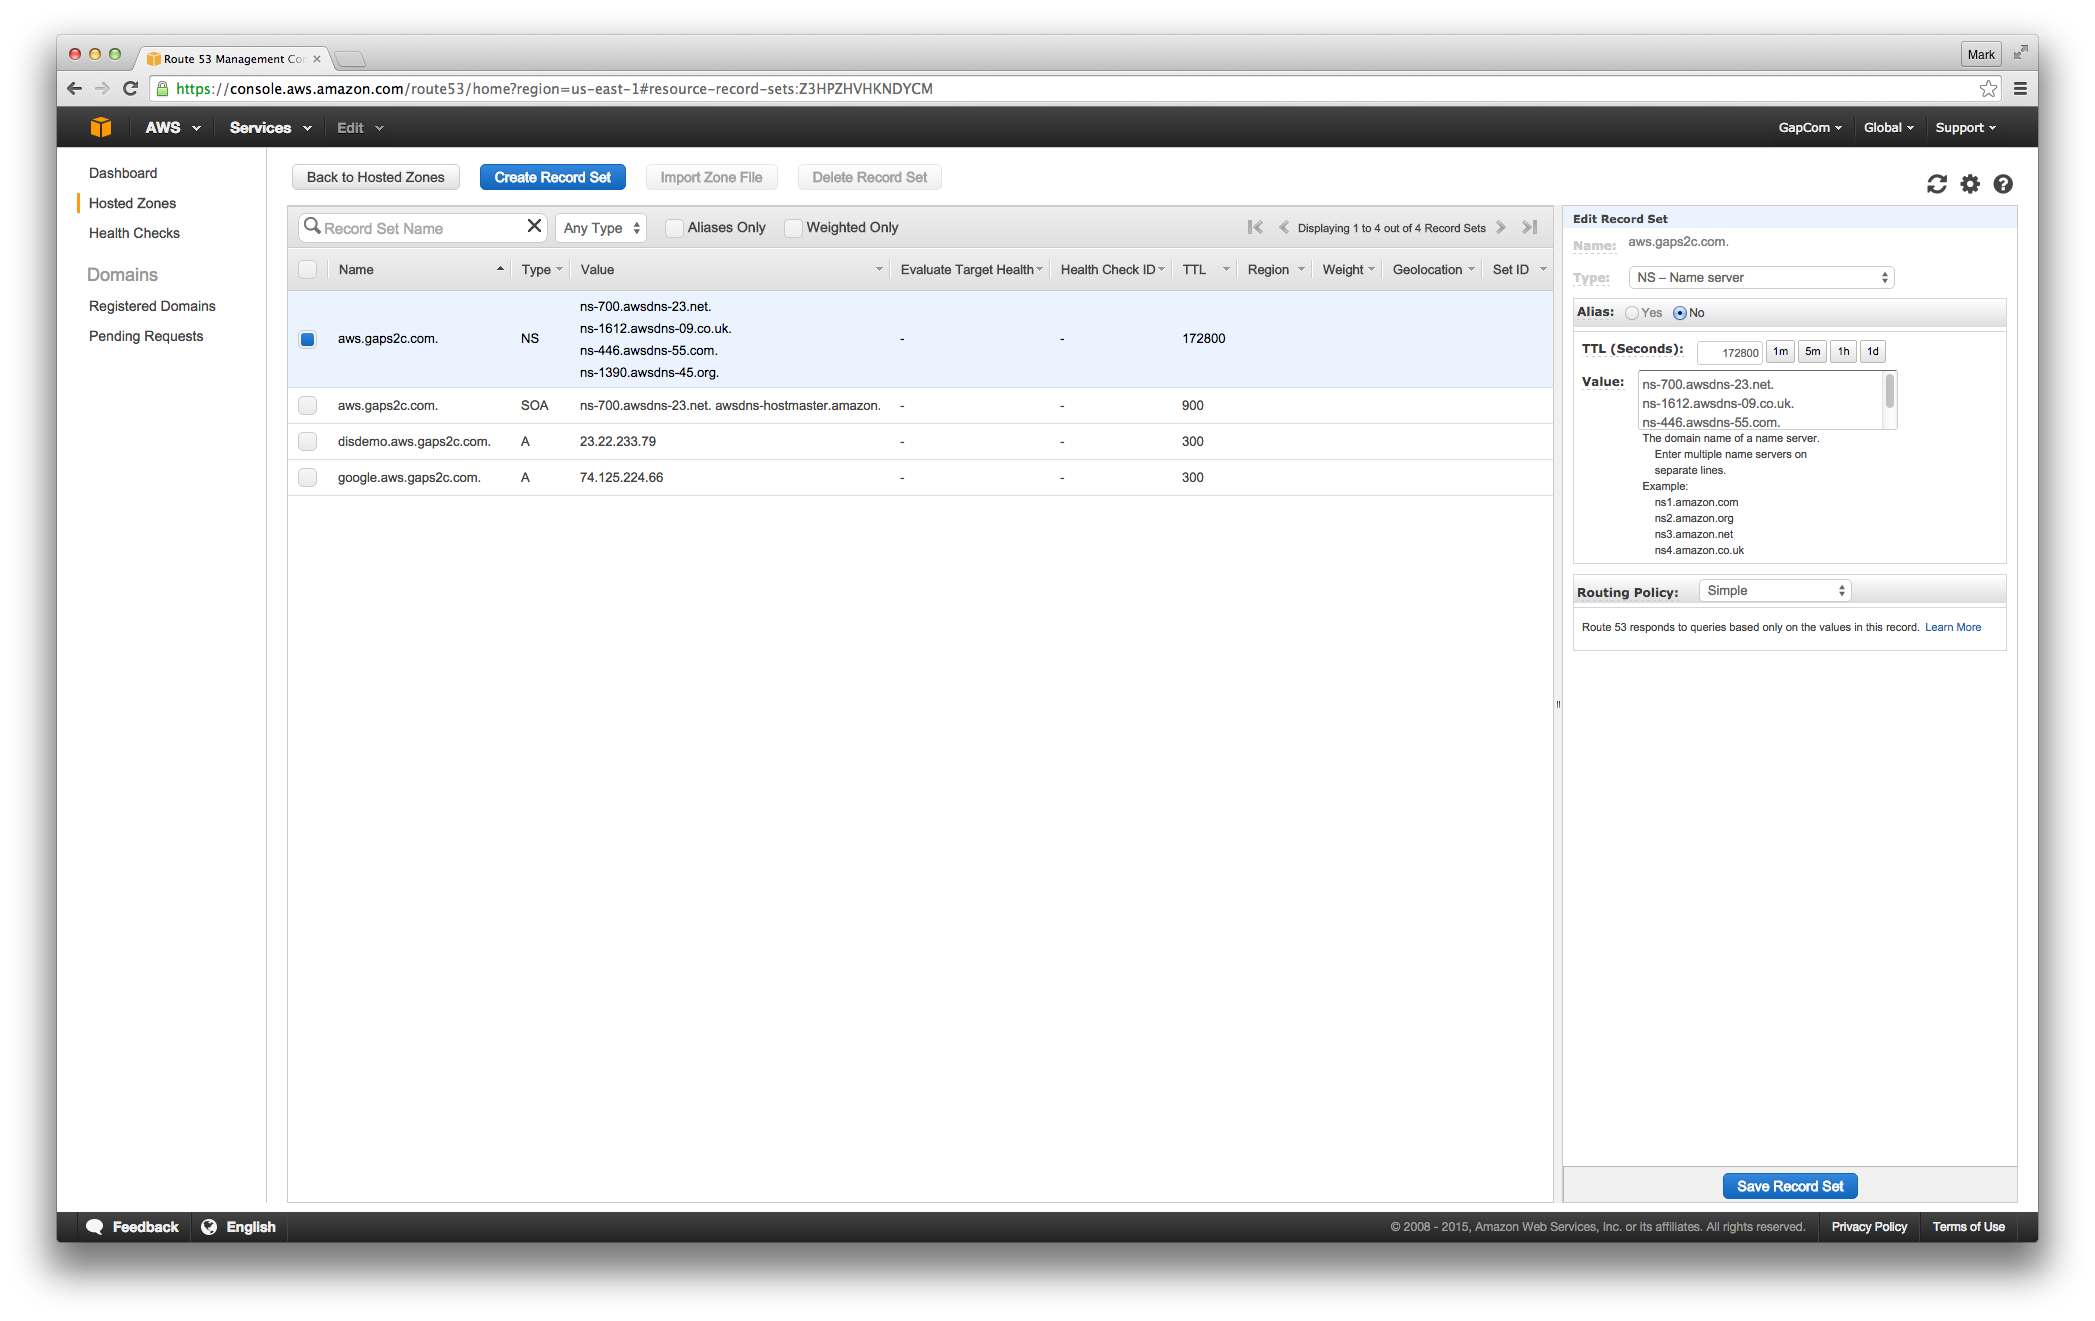 Route 53 Management Con
Mark
https://console.aws.amazon.com/route53/home?region=us-east-1#resource-record-sets:Z3HPZHVHKNDYCM
AWS Services Edit GapCom Global Support
Dashboard
Hosted Zones
Health Checks
Domains
Registered Domains
Pending Requests
Back to Hosted Zones Create Record Set Import Zone File Delete Record Set
Record Set Name Any Type Aliases Only Weighted Only Displaying 1 to 4 out of 4 Record Sets
Name Type Value Evaluate Target Health Health Check ID TTL Region Weight Geolocation Set ID
aws.gaps2c.com. NS ns-700.awsdns-23.net. - - 172800
ns-1612.awsdns-09.co.uk.
ns-446.awsdns-55.com.
ns-1390.awsdns-45.org.
aws.gaps2c.com. SOA ns-700.awsdns-23.net. awsdns-hostmaster.amazon. - - 900
disdemo.aws.gaps2c.com. A 23.22.233.79 - - 300
google.aws.gaps2c.com. A 74.125.224.66 - - 300
Edit Record Set
Name: aws.gaps2c.com.
Type: NS – Name server
Alias: Yes No
TTL (Seconds): 172800 1m 5m 1h 1d
Value: ns-700.awsdns-23.net.
ns-1612.awsdns-09.co.uk.
ns-446.awsdns-55.com.
The domain name of a name server.
Enter multiple name servers on
separate lines.
Example:
ns1.amazon.com
ns2.amazon.org
ns3.amazon.net
ns4.amazon.co.uk
Routing Policy: Simple
Route 53 responds to queries based only on the values in this record. Learn More
Save Record Set
Feedback English © 2008 - 2015, Amazon Web Services, Inc. or its affiliates. All rights reserved. Privacy Policy Terms of Use